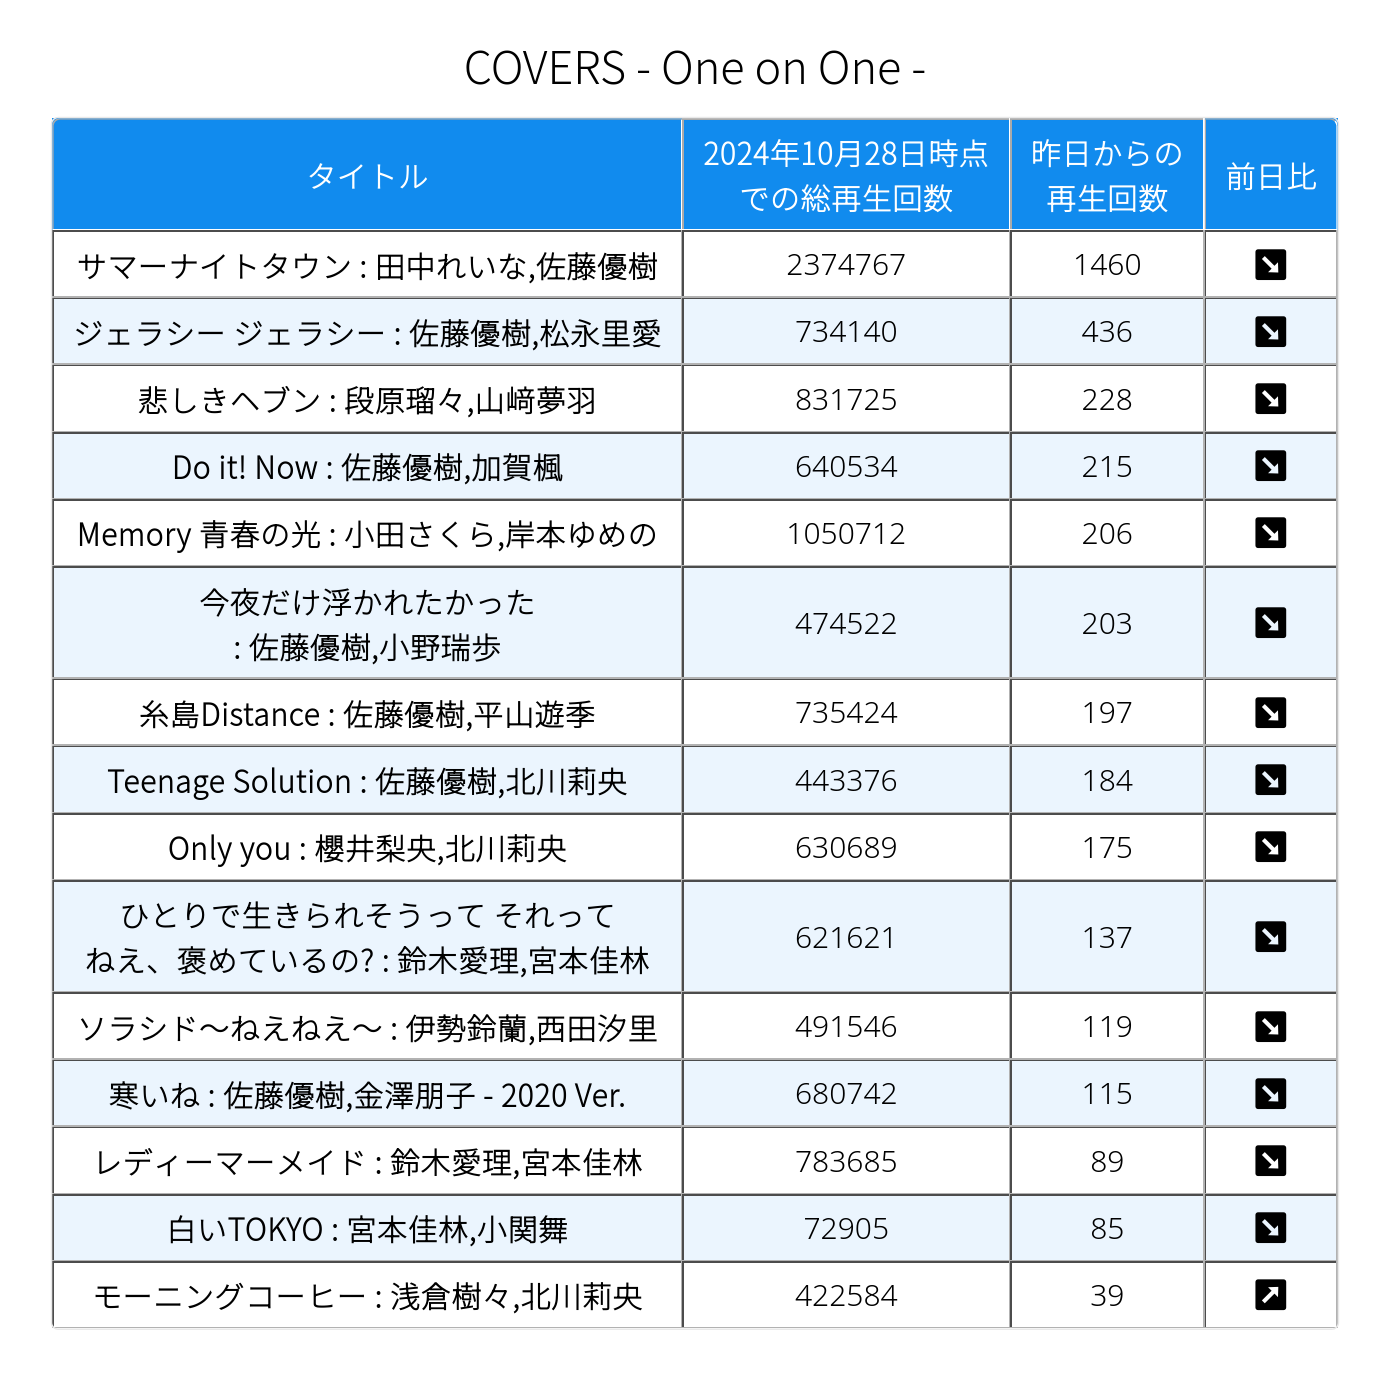 COVERS - One on One -
タイトル
2024年10月28日時点
での総再生回数
昨日からの
再生回数
前日比
サマーナイトタウン : 田中れいな,佐藤優樹 2374767 1460
ジェラシー ジェラシー : 佐藤優樹,松永里愛 734140 436
悲しきヘブン : 段原瑠々,山﨑夢羽 831725 228
Do it! Now : 佐藤優樹,加賀楓 640534 215
Memory 青春の光 : 小田さくら,岸本ゆめの 1050712 206
今夜だけ浮かれたかった
: 佐藤優樹,小野瑞歩 474522 203
糸島Distance : 佐藤優樹,平山遊季 735424 197
Teenage Solution : 佐藤優樹,北川莉央 443376 184
Only you : 櫻井梨央,北川莉央 630689 175
ひとりで生きられそうって それって
ねえ、褒めているの? : 鈴木愛理,宮本佳林 621621 137
ソラシド〜ねえねえ〜 : 伊勢鈴蘭,西田汐里 491546 119
寒いね : 佐藤優樹,金澤朋子 - 2020 Ver. 680742 115
レディーマーメイド : 鈴木愛理,宮本佳林 783685 89
白いTOKYO : 宮本佳林,小関舞 72905 85
モーニングコーヒー : 浅倉樹々,北川莉央 422584 39